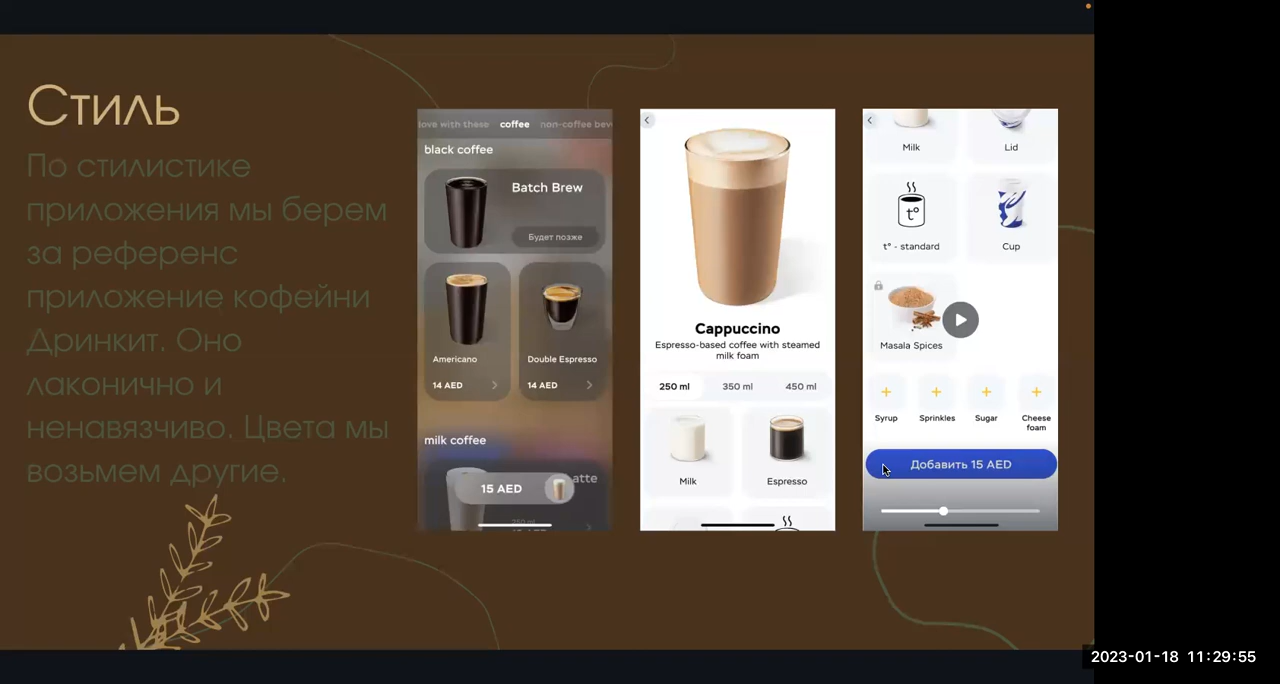 Стиль
По стилистике
приложения мы берем
за референс
приложение кофейни
Дринкит. Оно
лаконично и
ненавязчиво. Цвета мы
возьмем другие.
love with these coffee non-coffee bev
black coffee
Batch Brew
Будет позже
Americano
14 AED
Double Espresso
14 AED
milk coffee
15 AED
atte
Cappuccino
Espresso-based coffee with steamed
milk foam
250 ml 350 ml 450 ml
Milk Espresso
Milk Lid
t°
t° - standard Cup
Masala Spices
Syrup Sprinkles Sugar Cheese
foam
Добавить 15 AED
2023-01-18 11:29:55